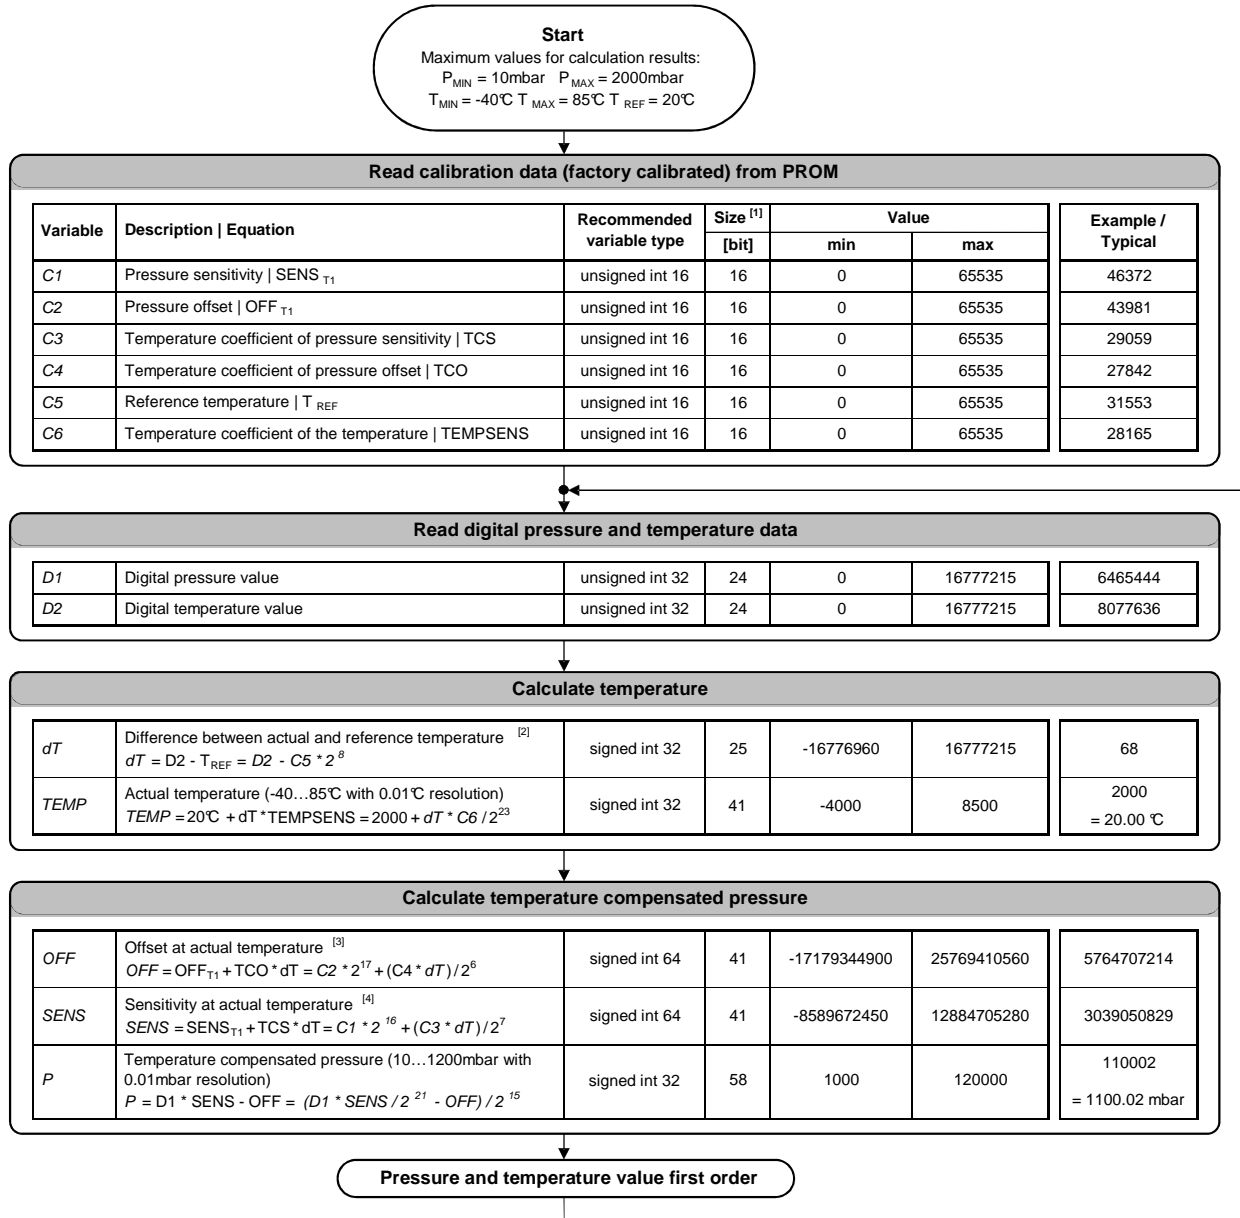 Start
Maximum values for calculation results:
P MIN = 10mbar P MAX = 2000mbar
T MIN = -40°C T MAX = 85°C T REF = 20°C
Read calibration data (factory calibrated) from PROM
Variable Description | Equation Recommended variable type Size [1] [bit] Value min max Example / Typical
C1 Pressure sensitivity | SENS T1 unsigned int 16 16 0 65535 46372
C2 Pressure offset | OFF T1 unsigned int 16 16 0 65535 43981
C3 Temperature coefficient of pressure sensitivity | TCS unsigned int 16 16 0 65535 29059
C4 Temperature coefficient of pressure offset | TCO unsigned int 16 16 0 65535 27842
C5 Reference temperature | T REF unsigned int 16 16 0 65535 31553
C6 Temperature coefficient of the temperature | TEMPSENS unsigned int 16 16 0 65535 28165
Read digital pressure and temperature data
D1 Digital pressure value unsigned int 32 24 0 16777215 6465444
D2 Digital temperature value unsigned int 32 24 0 16777215 8077636
Calculate temperature
dT Difference between actual and reference temperature [2] signed int 32 25 -16776960 16777215 68
dT = D2 - T REF = D2 - C5 * 2^8
TEMP Actual temperature (-40…85°C with 0.01°C resolution) signed int 32 41 -4000 8500 2000
TEMP = 20°C + dT * TEMPSENS = 2000 + dT * C6 / 2^23 = 20.00 °C
Calculate temperature compensated pressure
OFF Offset at actual temperature [3] signed int 64 41 -17179344900 25769410560 5764707214
OFF = OFF T1 + TCO * dT = C2 * 2^17 + (C4 * dT) / 2^6
SENS Sensitivity at actual temperature [4] signed int 64 41 -8589672450 12884705280 3039050829
SENS = SENS T1 + TCS * dT = C1 * 2^16 + (C3 * dT) / 2^7
P Temperature compensated pressure (10…1200mbar with 0.01mbar resolution) signed int 32 58 1000 120000 110002
P = D1 * SENS - OFF = (D1 * SENS / 2^21 - OFF) / 2^15 = 1100.02 mbar
Pressure and temperature value first order